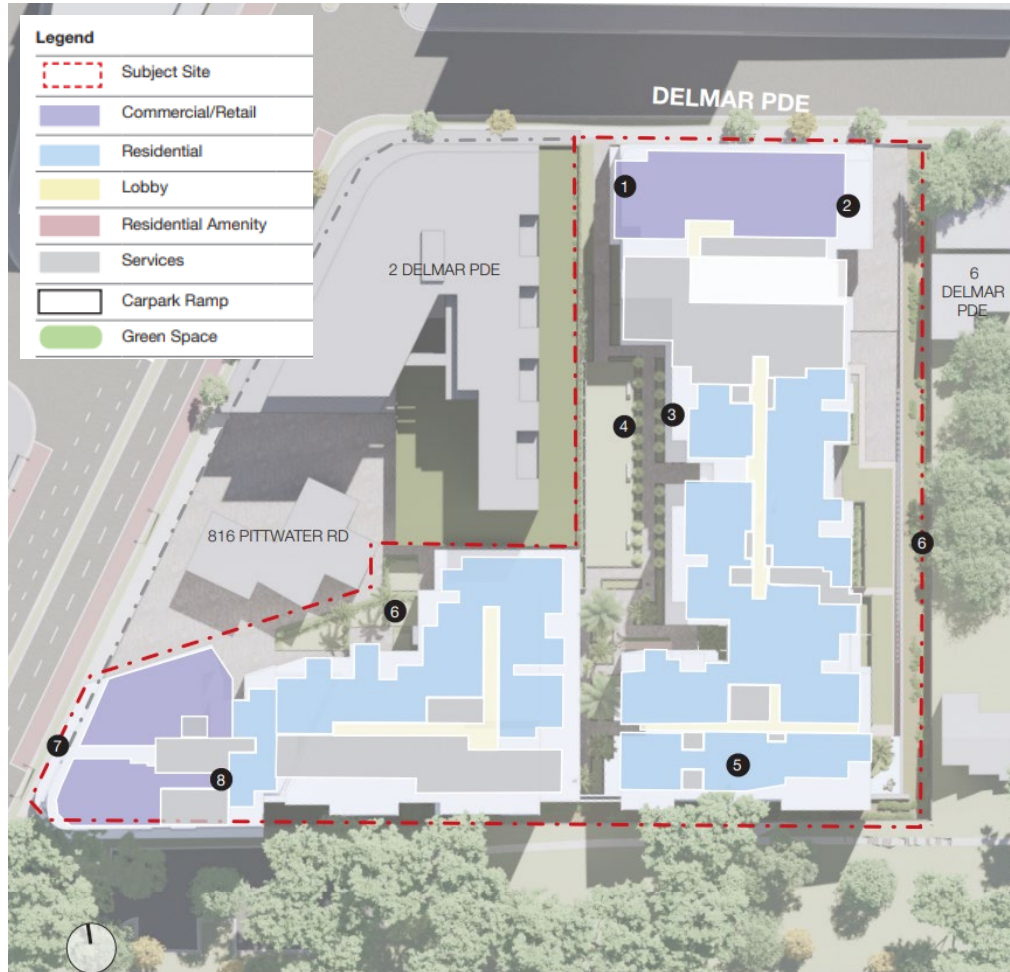 Legend
Subject Site
Commercial/Retail
Residential
Lobby
Residential Amenity
Services
Carpark Ramp
Green Space
DELMAR PDE
1
2
2 DELMAR PDE
6
DELMAR
PDE
3
4
816 PITTWATER RD
6
6
7
5
8